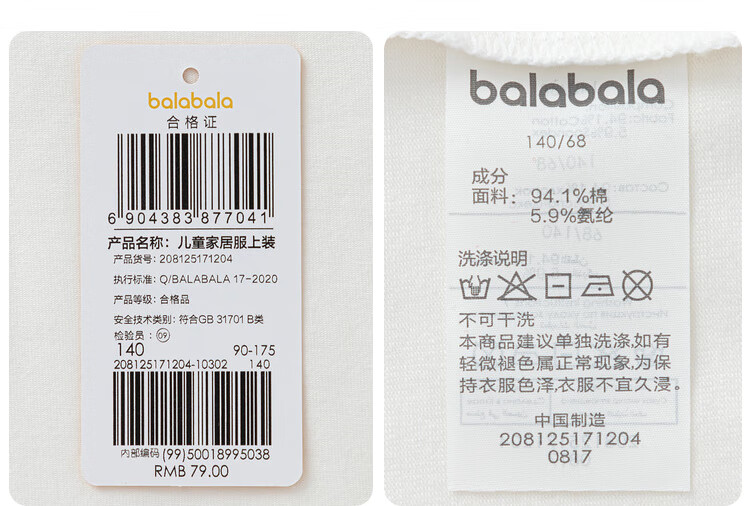 balabala
合格证
6 904383 877041
产品名称：儿童家居服上装
产品货号：208125171204
执行标准：Q/BALABALA 17-2020
产品等级：合格品
安全技术类别：符合GB 31701 B类
检验员：09
140 90-175
208125171204-10302 140
内部编码 (99)50018995038
RMB 79.00
balabala
140/68
成分
面料：94.1%棉
5.9%氨纶
洗涤说明
不可干洗
本商品建议单独洗涤,如有
轻微褪色属正常现象,为保
持衣服色泽,衣服不宜久浸。
中国制造
208125171204
0817